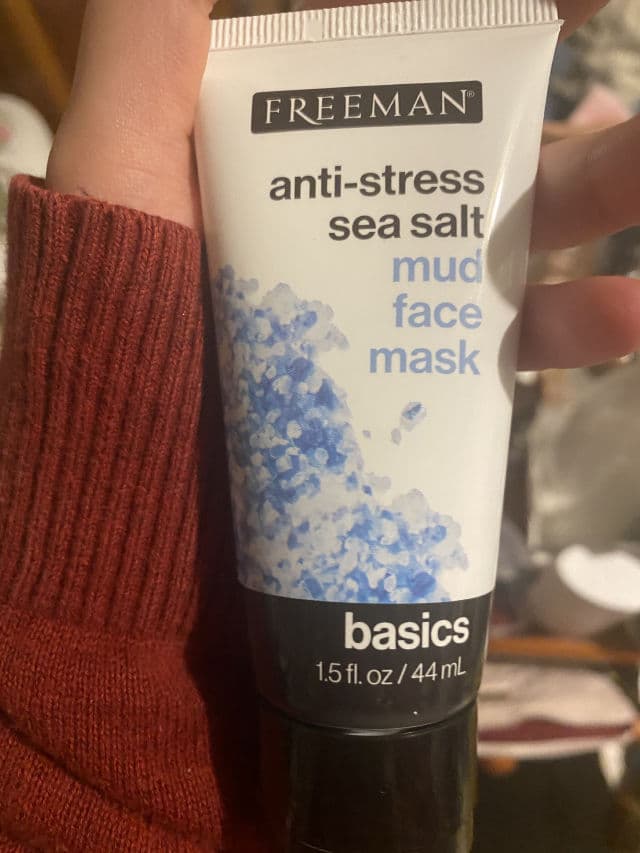 FREEMAN®
anti-stress
sea salt
mud
face
mask
basics
1.5 fl. oz / 44 mL